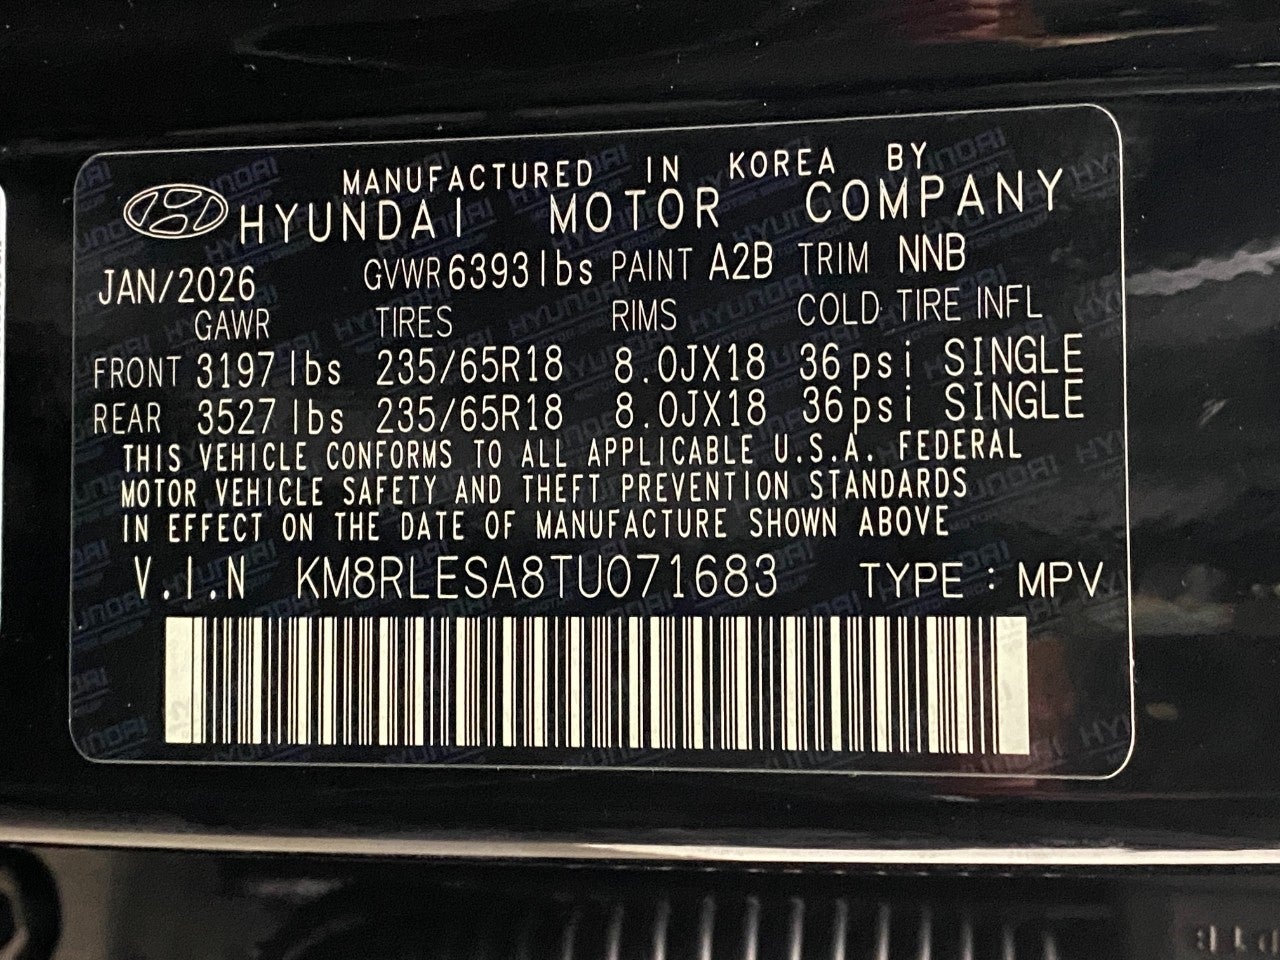 MANUFACTURED IN KOREA BY
HYUNDAI MOTOR COMPANY
JAN/2026 GVWR 6393lbs PAINT A2B TRIM NNB
GAWR TIRES RIMS COLD TIRE INFL
FRONT 3197 lbs 235/65R18 8.0JX18 36psi SINGLE
REAR 3527 lbs 235/65R18 8.0JX18 36psi SINGLE
THIS VEHICLE CONFORMS TO ALL APPLICABLE U.S.A. FEDERAL
MOTOR VEHICLE SAFETY AND THEFT PREVENTION STANDARDS
IN EFFECT ON THE DATE OF MANUFACTURE SHOWN ABOVE
V.I.N KM8RLESA8TU071683 TYPE : MPV